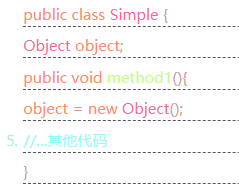 public class Simple {
Object object;
public void method1(){
object = new Object();
5. //...其他代码
}